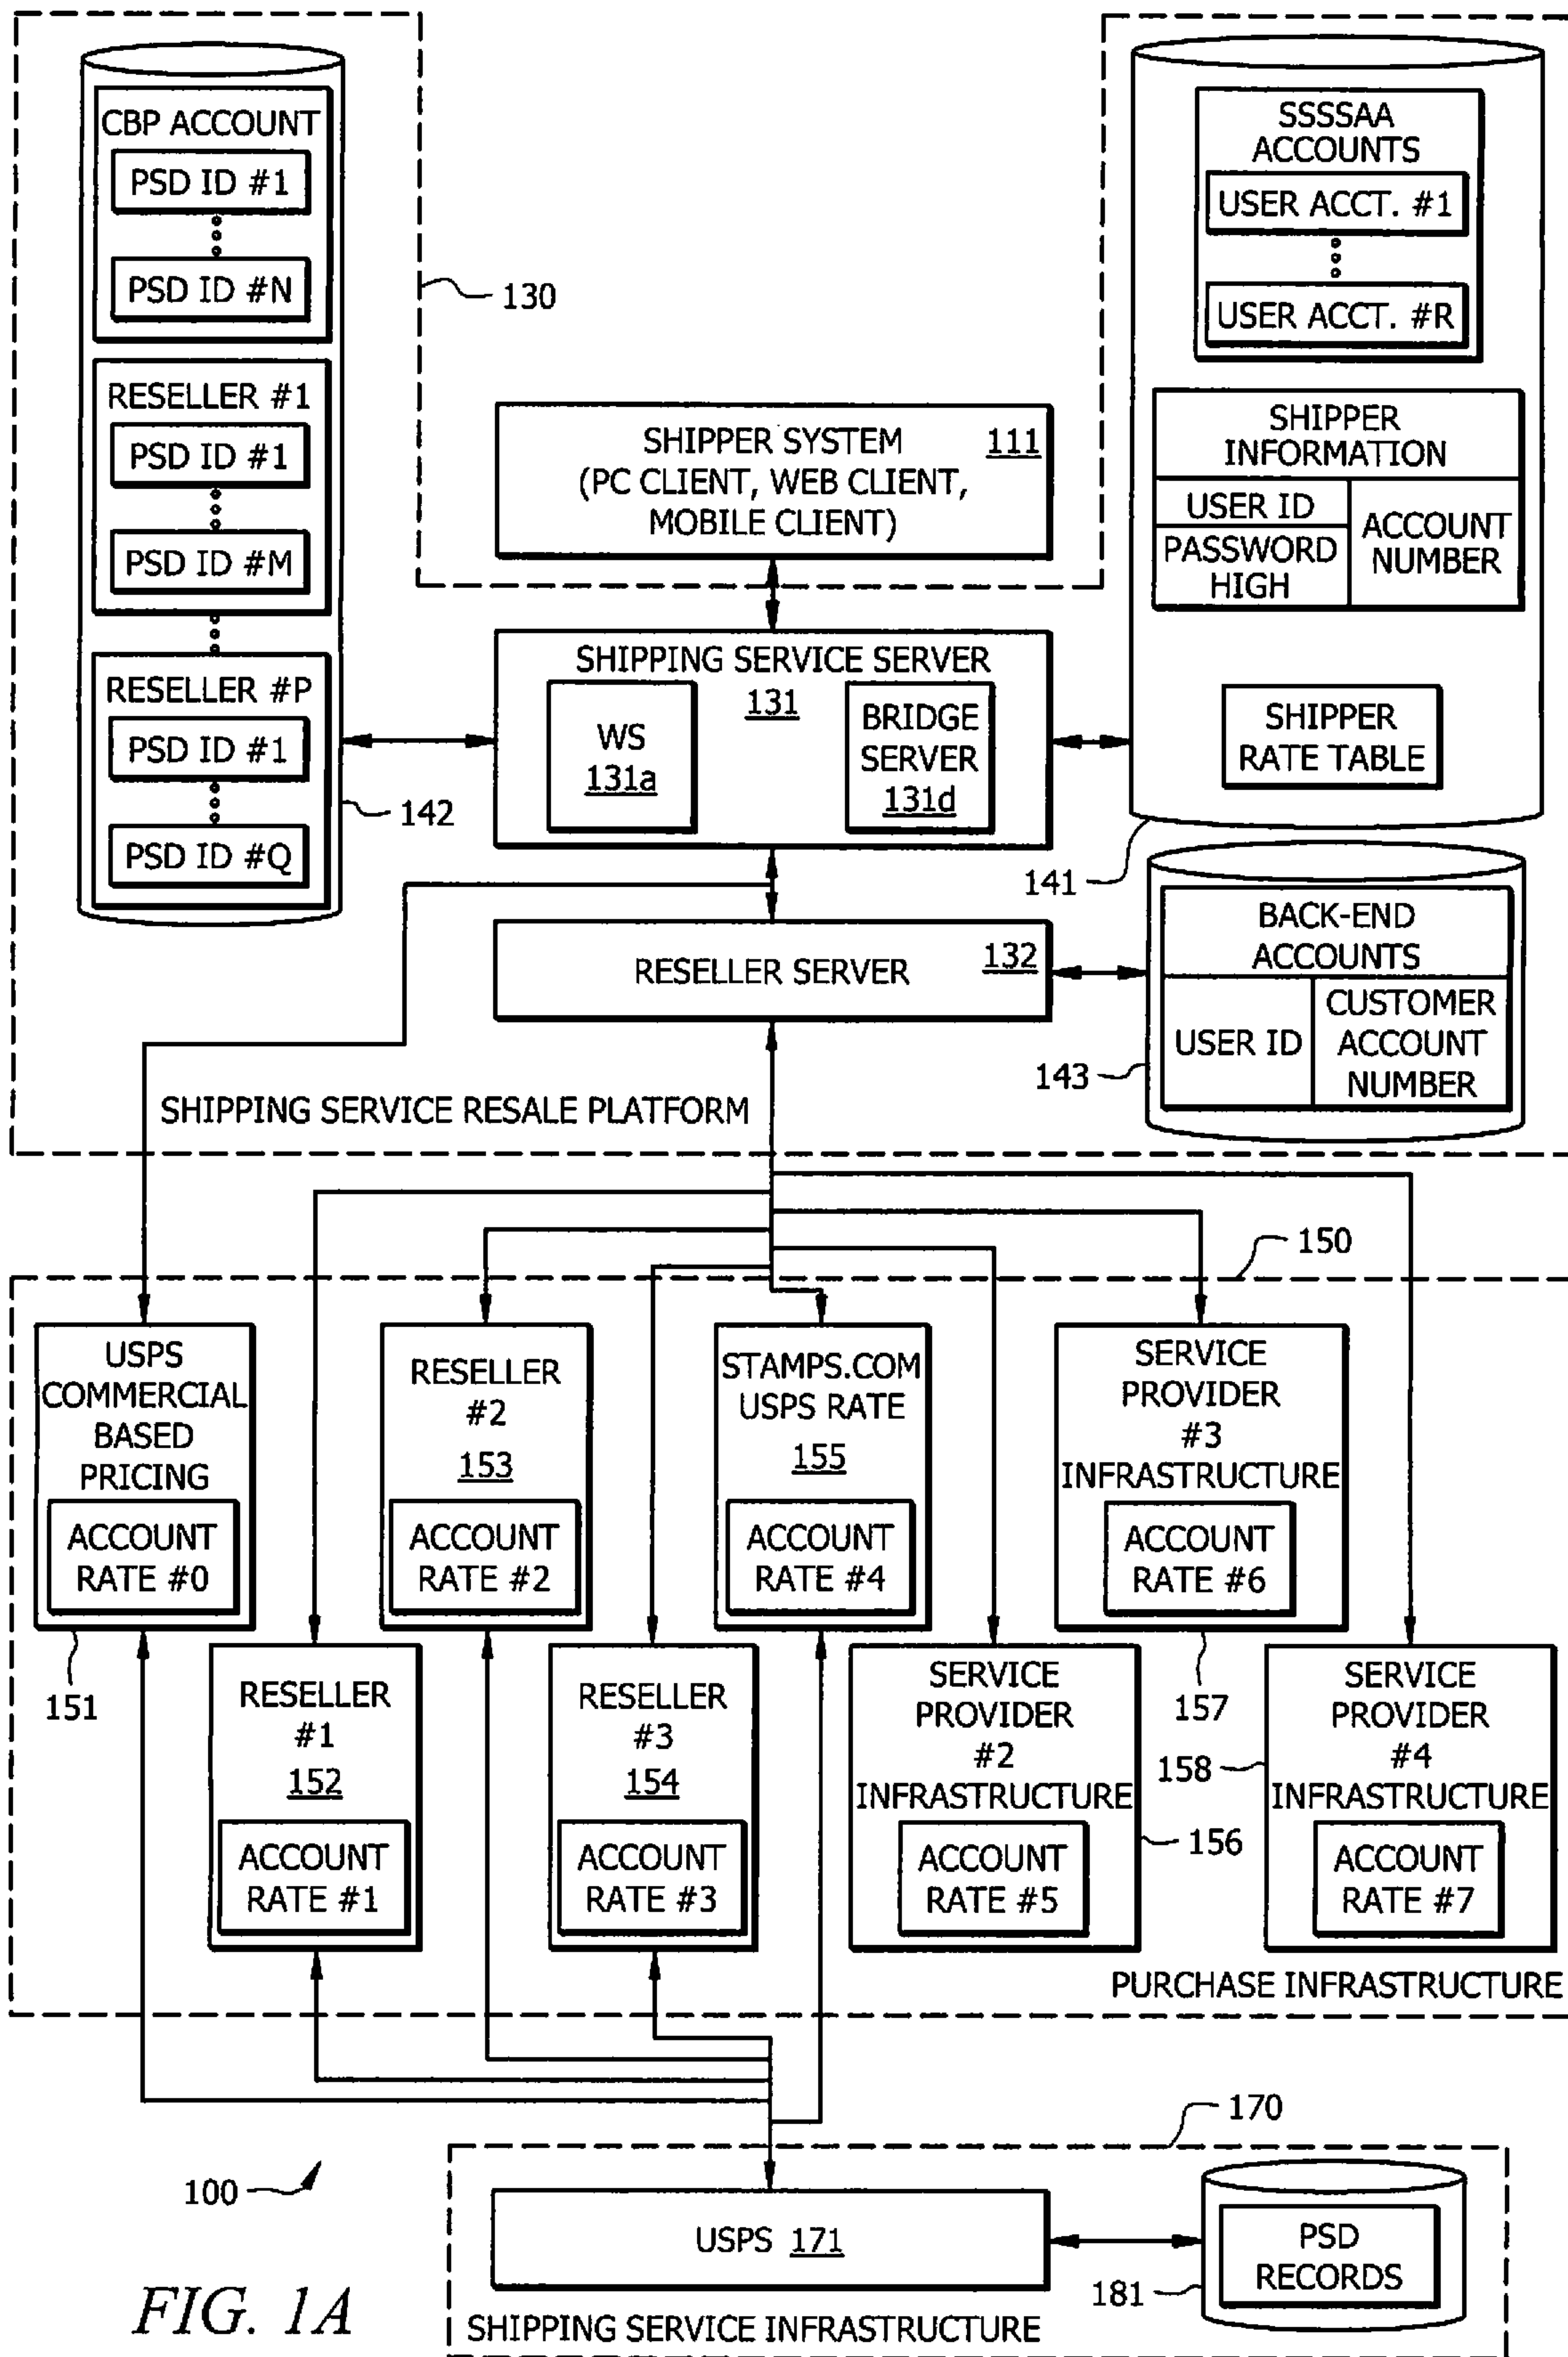 CBP ACCOUNT
PSD ID #1
PSD ID #N
RESELLER #1
PSD ID #1
PSD ID #M
RESELLER #P
PSD ID #1
PSD ID #Q
142
130
SHIPPER SYSTEM 111
(PC CLIENT, WEB CLIENT,
MOBILE CLIENT)
SSSSAA
ACCOUNTS
USER ACCT. #1
USER ACCT. #R
SHIPPER
INFORMATION
USER ID
PASSWORD
HIGH
ACCOUNT
NUMBER
SHIPPER
RATE TABLE
141
SHIPPING SERVICE SERVER
131
WS
131a
BRIDGE
SERVER
131d
RESELLER SERVER 132
BACK-END
ACCOUNTS
USER ID
CUSTOMER
ACCOUNT
NUMBER
143
SHIPPING SERVICE RESALE PLATFORM
150
USPS
COMMERCIAL
BASED
PRICING
ACCOUNT
RATE #0
151
RESELLER
#2
153
ACCOUNT
RATE #2
STAMPS.COM
USPS RATE
155
ACCOUNT
RATE #4
SERVICE
PROVIDER
#3
INFRASTRUCTURE
ACCOUNT
RATE #6
157
RESELLER
#1
152
ACCOUNT
RATE #1
RESELLER
#3
154
ACCOUNT
RATE #3
SERVICE
PROVIDER
#2
INFRASTRUCTURE
ACCOUNT
RATE #5
156
SERVICE
PROVIDER
#4
INFRASTRUCTURE
ACCOUNT
RATE #7
158
PURCHASE INFRASTRUCTURE
170
100
USPS 171
PSD
RECORDS
181
SHIPPING SERVICE INFRASTRUCTURE
FIG. 1A